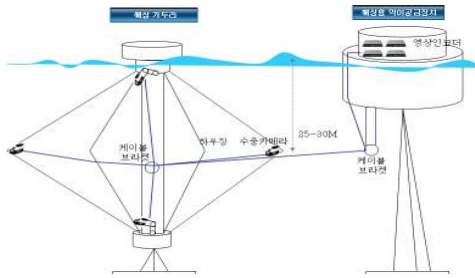 해상 가두리
해상용 먹이공급장치
영상인코더
케이블
브라켓
하우징
수중카메라
25-30M
케이블
브라켓